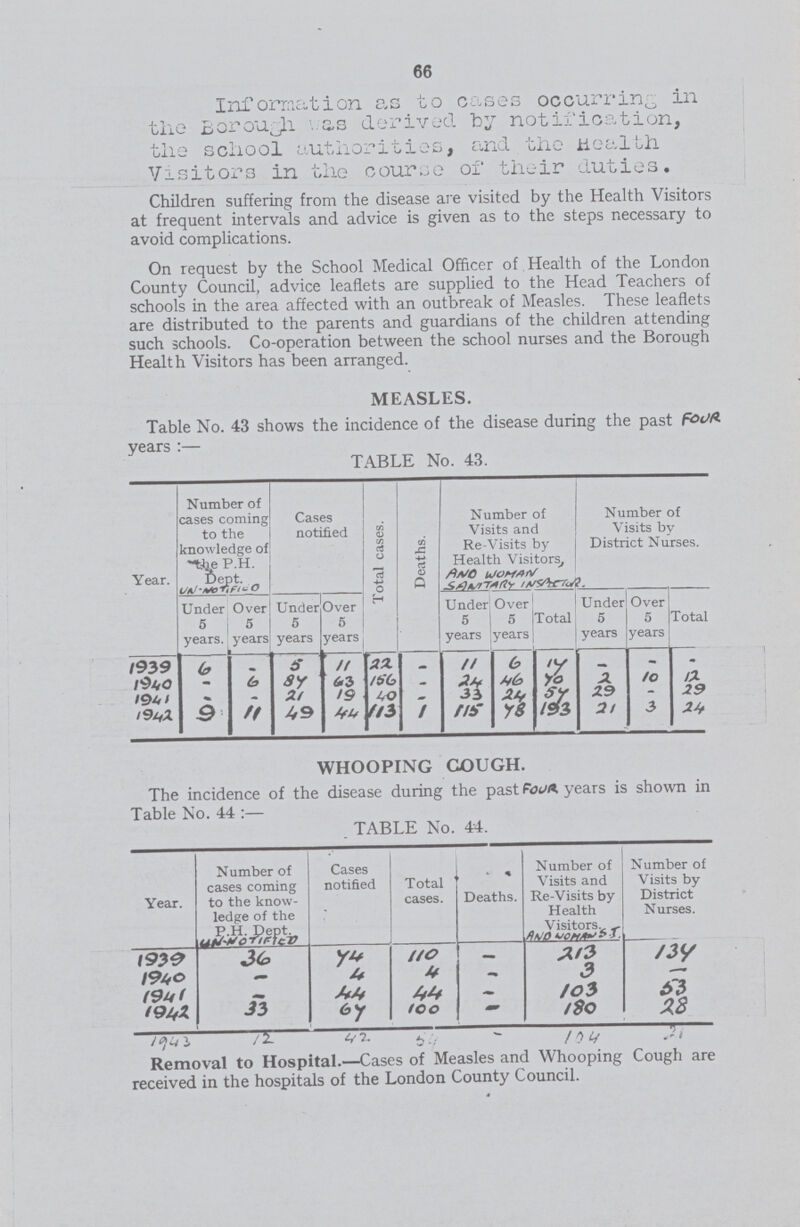 66
Information as to cases occurring in
the Borough was derived by notification,
the school authorities, and the Health
Visitors in the course of their duties.
Children suffering from the disease are visited by the Health Visitors
at frequent intervals and advice is given as to the steps necessary to
avoid complications.
On request by the School Medical Officer of Health of the London
County Council, advice leaflets are supplied to the Head Teachers of
schools in the area affected with an outbreak of Measles. These leaflets
are distributed to the parents and guardians of the children attending
such schools. Co-operation between the school nurses and the Borough
Health Visitors has been arranged.
MEASLES.
Table No. 43 shows the incidence of the disease during the past FOUR
years :—
TABLE No. 43.
Year.
Number of
cases coming
to the
knowledge of
the P.H.
Dept.
UN-NOTIFIED
Cases
notified
Total cases.
Deaths.
Number of
Visits and
Re-Visits by
Health Visitors,
AND WOMAN
SANITARY INSPECTOR.
Number of
Visits by
District Nurses.
Under 5 years. Over 5 years Under 5 years Over 5 years Under 5 years Over 5 years Total Under 5 years Over 5 years Total
1939 6 - 5 11 22 - 11 6 17 - - -
1940 - 6 87 63 156 - 24 46 70 2 10 12
1941 - - 21 19 40 - 33 24 57 29 - 29
1942 9 11 49 44 113 1 115 78 193 21 3 24
WHOOPING COUGH.
The incidence of the disease during the past FOUR years is shown in
Table No. 44 :—
TABLE No. 44.
Year.
Number of
cases coming
to the know-
ledge of the
P.H. Dept.
UN-NOTIFIED
Cases
notified
Total
cases.
Deaths.
Number of
Visits and
Re-Visits by
Health
Visitors.
AND WOMAN S.I.
Number of
Visits by
District
Nurses.
1939 36 74 110 - 213 137
1940 - 4 4 - 3 -
1941 - 44 44 - 103 53
1942 33 67 100 - 180 28
1943 12 42 - 104
Removal to Hospital.—Cases of Measles and Whooping Cough are
received in the hospitals of the London County Council.